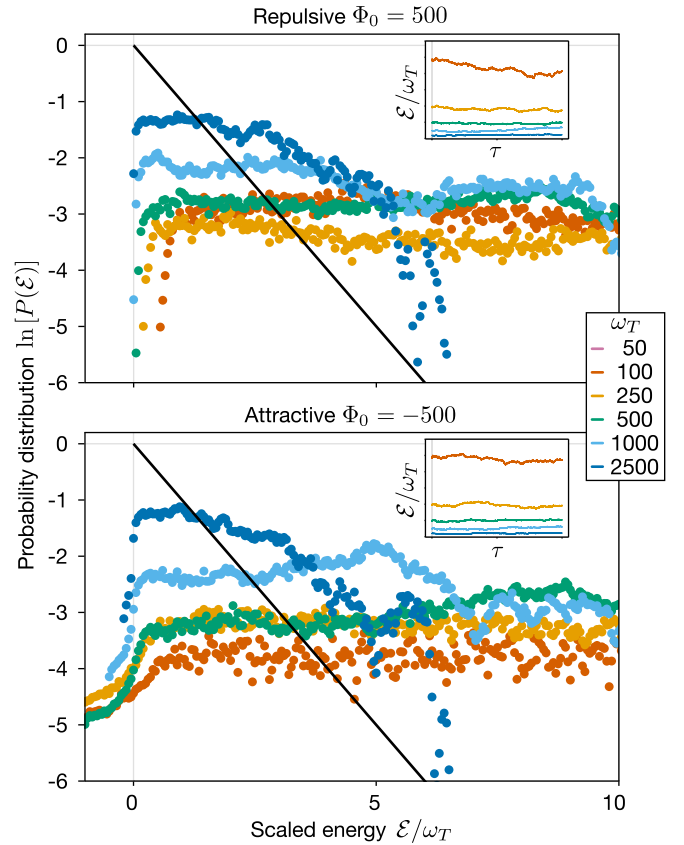 Repulsive Φ₀ = 500
0
-1
-2
-3
-4
-5
-6
ℰ/ω_T
τ
Probability distribution ln [P(ℰ)]
ω_T
50
100
250
500
1000
2500
Attractive Φ₀ = −500
0
-1
-2
-3
-4
-5
-6
ℰ/ω_T
τ
0
5
10
Scaled energy ℰ/ω_T